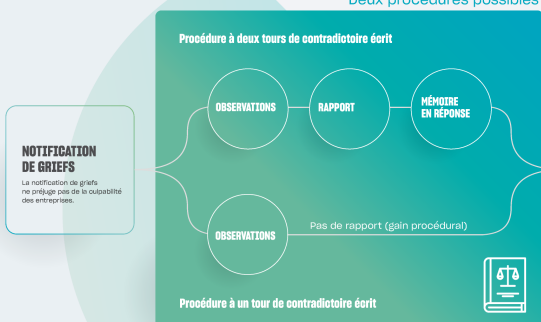 Deux procédures possibles
Procédure à deux tours de contradictoire écrit
OBSERVATIONS
RAPPORT
MÉMOIRE
EN RÉPONSE
NOTIFICATION
DE GRIEFS
La notification de griefs
ne préjuge pas de la culpabilité
des entreprises.
OBSERVATIONS
Pas de rapport (gain procédural)
Procédure à un tour de contradictoire écrit